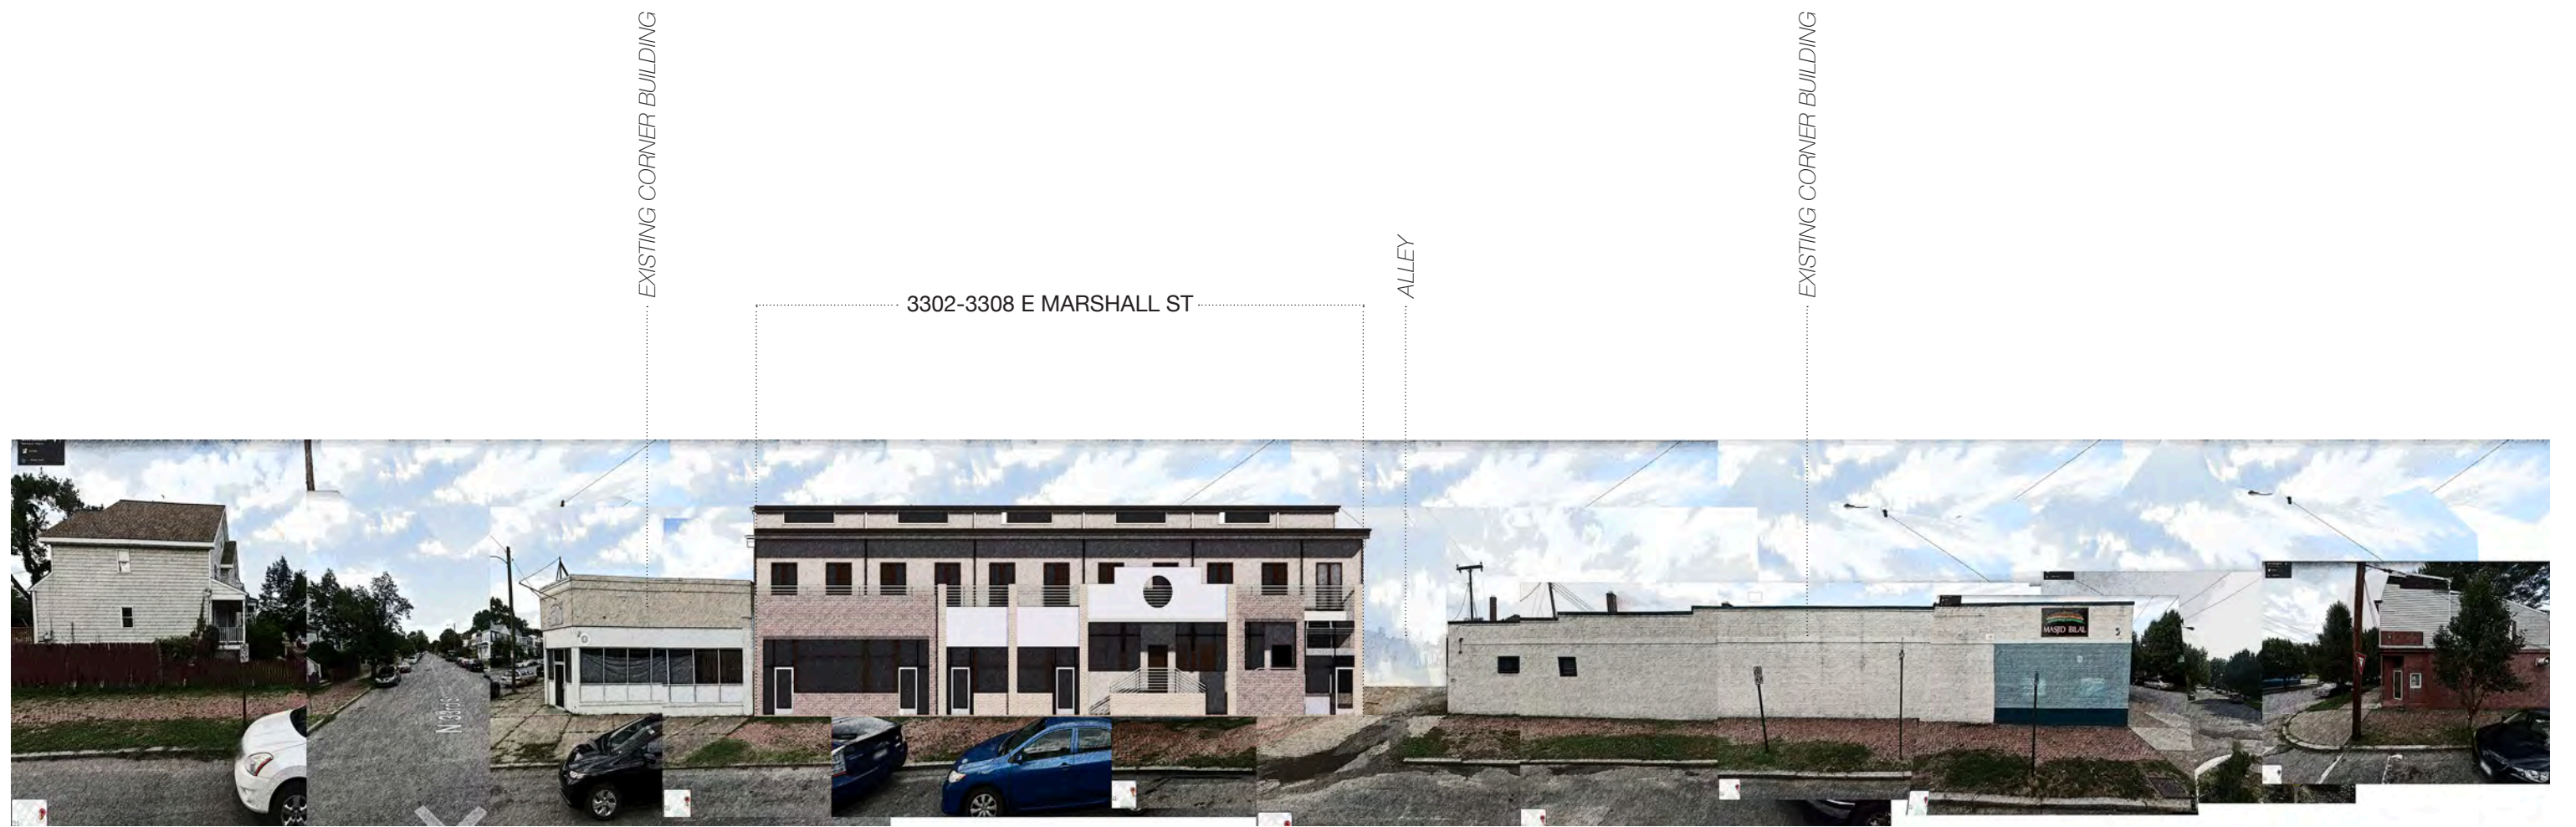 EXISTING CORNER BUILDING
3302-3308 E MARSHALL ST
ALLEY
EXISTING CORNER BUILDING
MASJID BILAL